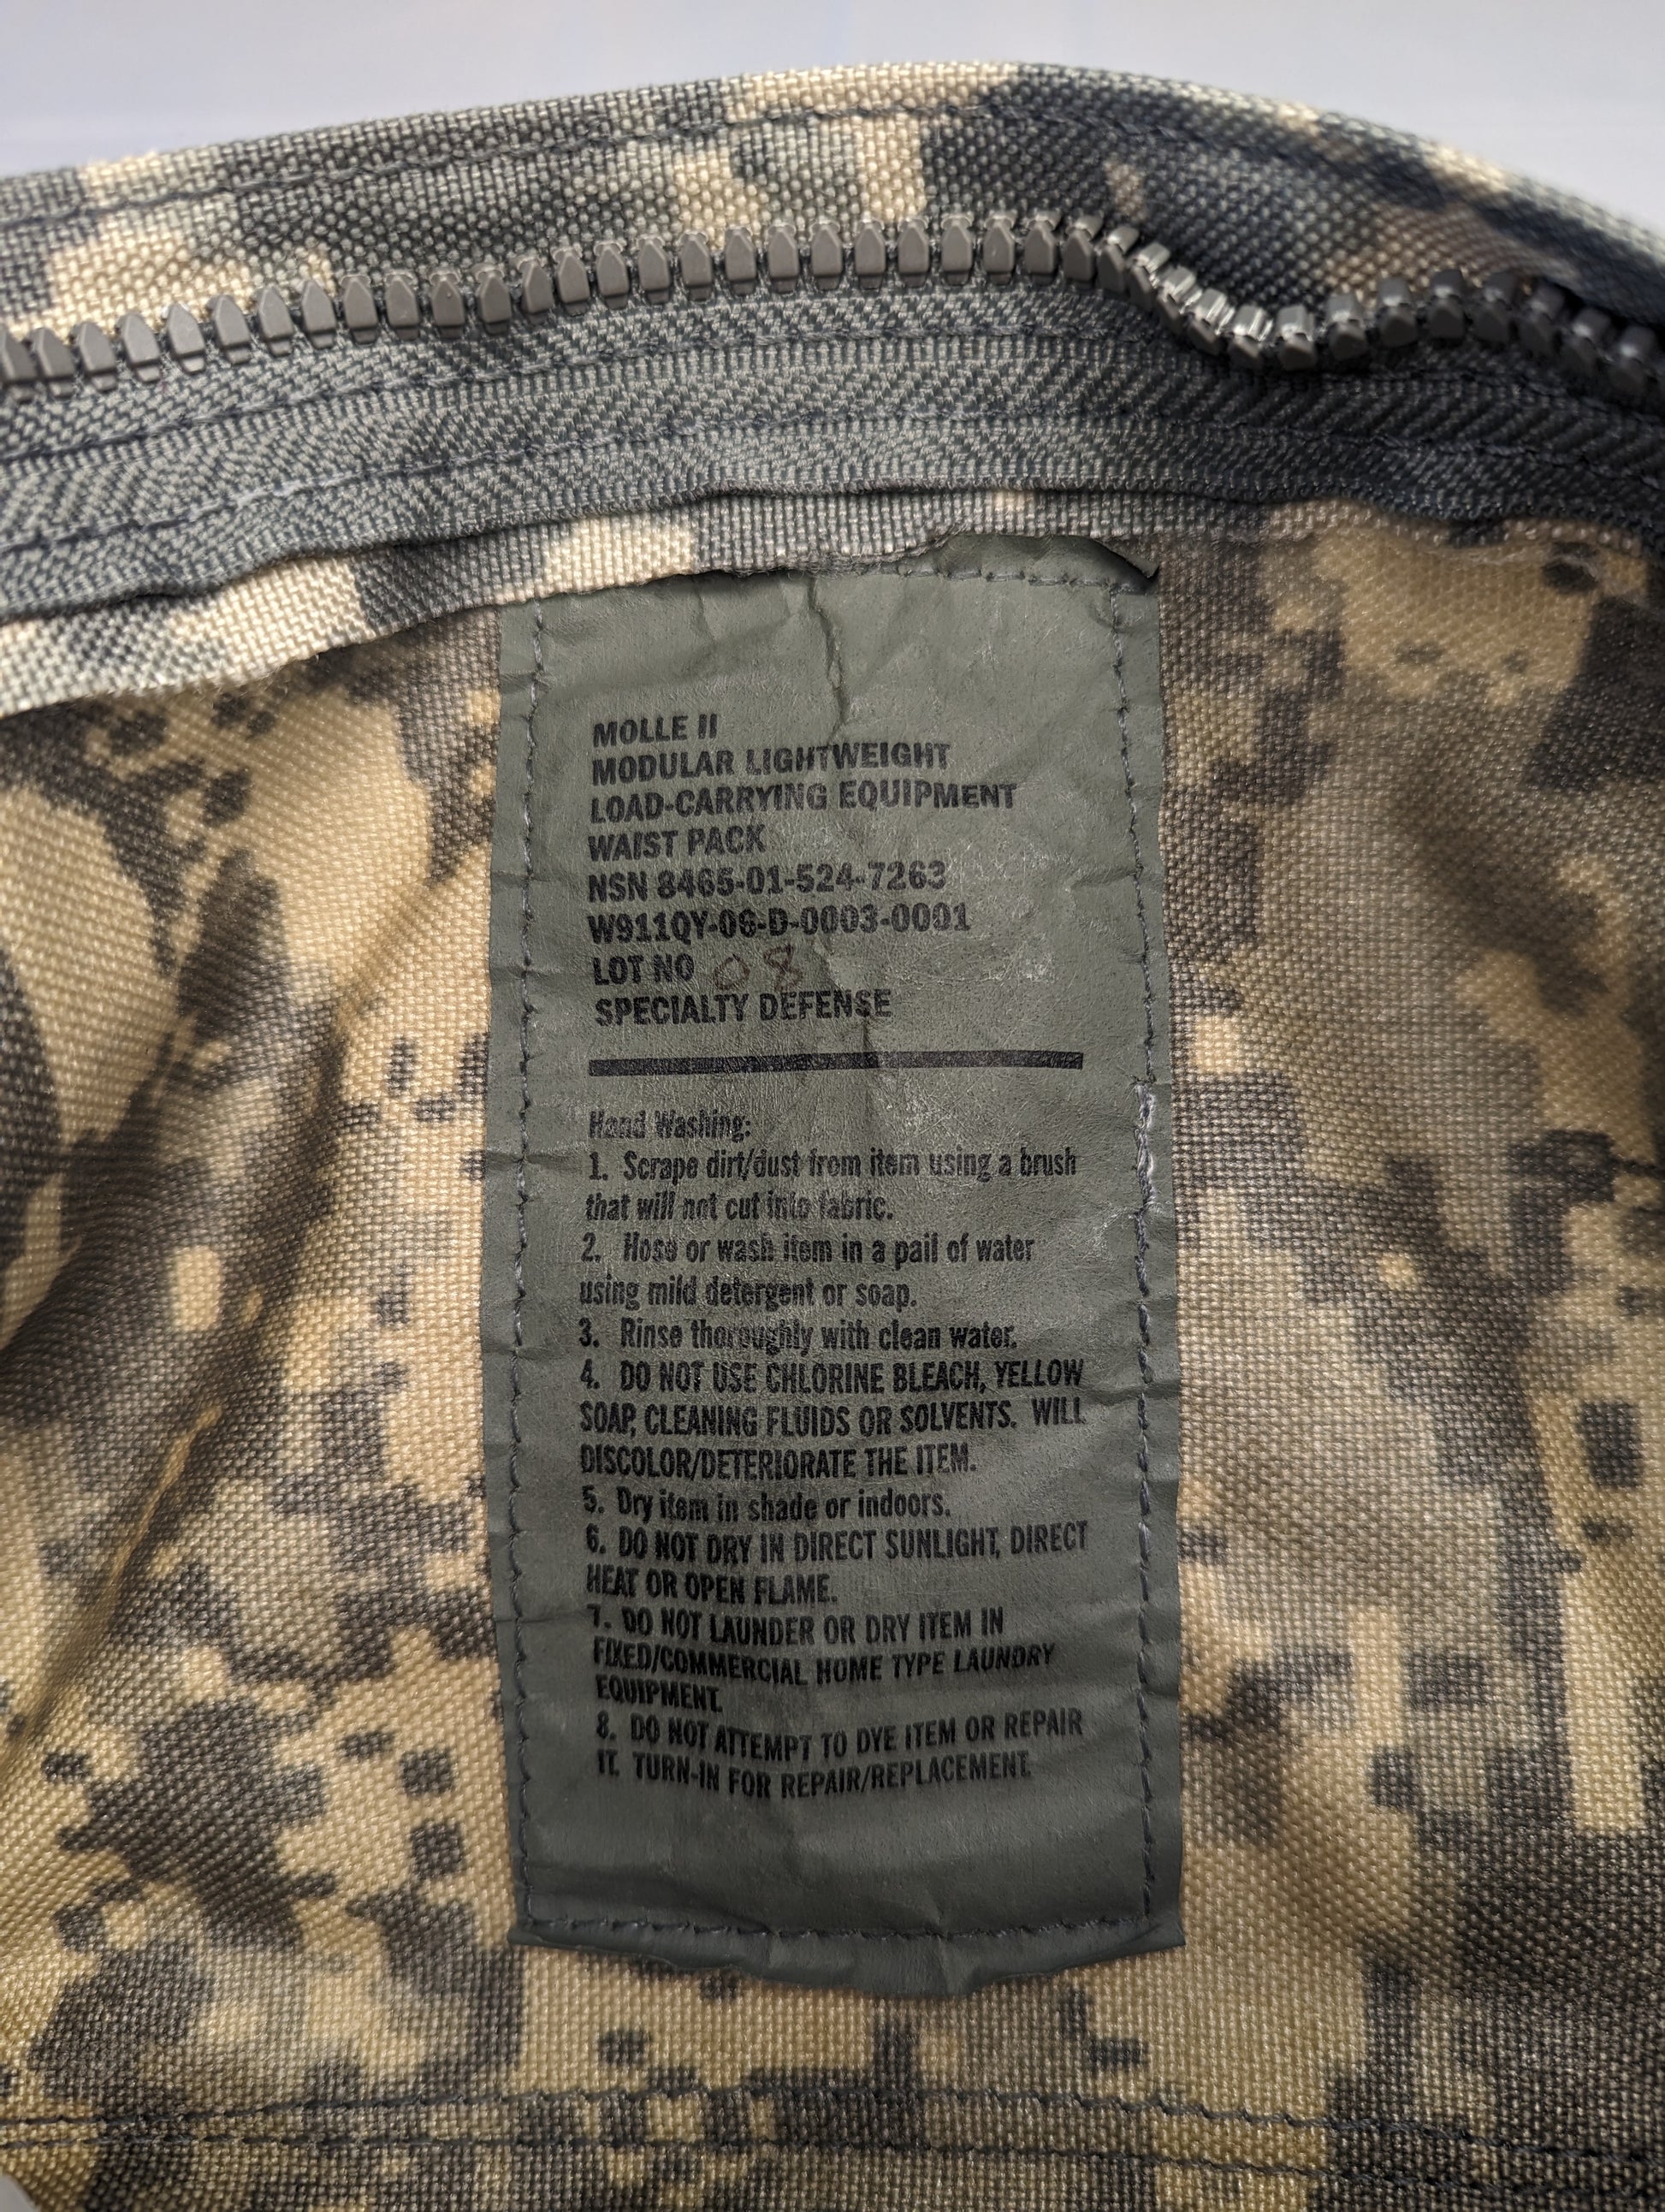 MOLLE II
MODULAR LIGHTWEIGHT
LOAD-CARRYING EQUIPMENT
WAIST PACK
NSN 8465-01-524-7263
W911QY-06-D-0003-0001
LOT NO 08
SPECIALTY DEFENSE
Hand Washing:
1. Scrape dirt/dust from item using a brush
that will not cut into fabric.
2. Hose or wash item in a pail of water
using mild detergent or soap.
3. Rinse thoroughly with clean water.
4. DO NOT USE CHLORINE BLEACH, YELLOW
SOAP, CLEANING FLUIDS OR SOLVENTS. WILL
DISCOLOR/DETERIORATE THE ITEM.
5. Dry item in shade or indoors.
6. DO NOT DRY IN DIRECT SUNLIGHT, DIRECT
HEAT OR OPEN FLAME.
7. DO NOT LAUNDER OR DRY ITEM IN
FIXED/COMMERCIAL HOME TYPE LAUNDRY
EQUIPMENT.
8. DO NOT ATTEMPT TO DYE ITEM OR REPAIR
IT. TURN-IN FOR REPAIR/REPLACEMENT.